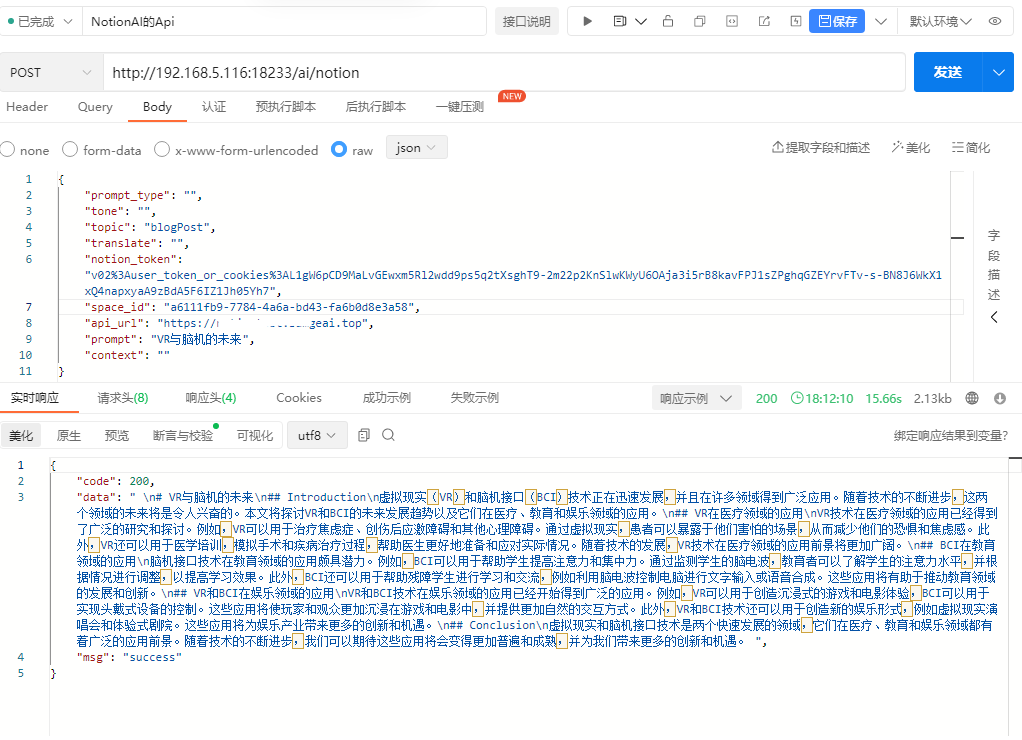 已完成 NotionAI的Api 接口说明 保存 默认环境
POST http://192.168.5.116:18233/ai/notion 发送
Header Query Body 认证 预执行脚本 后执行脚本 一键压测 NEW
none form-data x-www-form-urlencoded raw json 提取字段和描述 美化 简化
1 {
2 "prompt_type": "",
3 "tone": "",
4 "topic": "blogPost",
5 "translate": "",
6 "notion_token":
"v02%3Auser_token_or_cookies%3AL1gW6pCD9MaLvGEwxm5Rl2wdd9ps5q2tXsghT9-2m22p2KnSlwKWyU6OAja3i5rB8kavFPJ1sZPghqGZEYrvFTv-s-BN8J6WkX1
xQ4napxyaA9zBdA5F6IZ1Jh05Yh7",
7 "space_id": "a6111fb9-7784-4a6a-bd43-fa6b0d8e3a58",
8 "api_url": "https:// geai.top",
9 "prompt": "VR与脑机的未来",
10 "context": ""
11 }
字段描述
实时响应 请求头(8) 响应头(4) Cookies 成功示例 失败示例 响应示例 200 18:12:10 15.66s 2.13kb
美化 原生 预览 断言与校验 可视化 utf8 绑定响应结果到变量?
1 {
2 "code": 200,
3 "data": " \n# VR与脑机的未来\n## Introduction\n虚拟现实（VR）和脑机接口（BCI）技术正在迅速发展，并且在许多领域得到广泛应用。随着技术的不断进步，这两
个领域的未来将是令人兴奋的。本文将探讨VR和BCI的未来发展趋势以及它们在医疗、教育和娱乐领域的应用。\n## VR在医疗领域的应用\nVR技术在医疗领域的应用已经得到
了广泛的研究和探讨。例如，VR可以用于治疗焦虑症、创伤后应激障碍和其他心理障碍。通过虚拟现实，患者可以暴露于他们害怕的场景，从而减少他们的恐惧和焦虑感。此
外，VR还可以用于医学培训，模拟手术和疾病治疗过程，帮助医生更好地准备和应对实际情况。随着技术的发展，VR技术在医疗领域的应用前景将更加广阔。\n## BCI在教育
领域的应用\n脑机接口技术在教育领域的应用颇具潜力。例如，BCI可以用于帮助学生提高注意力和集中力。通过监测学生的脑电波，教育者可以了解学生的注意力水平，并根
据情况进行调整，以提高学习效果。此外，BCI还可以用于帮助残障学生进行学习和交流，例如利用脑电波控制电脑进行文字输入或语音合成。这些应用将有助于推动教育领域
的发展和创新。\n## VR和BCI在娱乐领域的应用\nVR和BCI技术在娱乐领域的应用已经开始得到广泛的应用。例如，VR可以用于创造沉浸式的游戏和电影体验，BCI可以用于
实现头戴式设备的控制。这些应用将使玩家和观众更加沉浸在游戏和电影中，并提供更加自然的交互方式。此外，VR和BCI技术还可以用于创造新的娱乐形式，例如虚拟现实演
唱会和体验式剧院。这些应用将为娱乐产业带来更多的创新和机遇。\n## Conclusion\n虚拟现实和脑机接口技术是两个快速发展的领域，它们在医疗、教育和娱乐领域都有
着广泛的应用前景。随着技术的不断进步，我们可以期待这些应用将会变得更加普遍和成熟，并为我们带来更多的创新和机遇。 ",
4 "msg": "success"
5 }